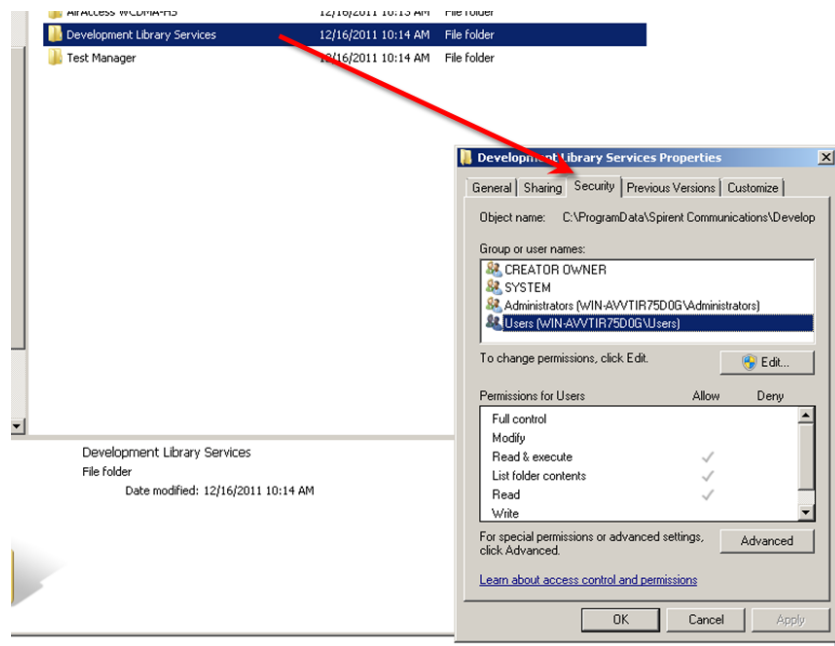 AirAccess WCDMA-HS 12/16/2011 10:13 AM File folder
Development Library Services 12/16/2011 10:14 AM File folder
Test Manager 12/16/2011 10:14 AM File folder
Development Library Services Properties
General Sharing Security Previous Versions Customize
Object name: C:\ProgramData\Spirent Communications\Develop
Group or user names:
CREATOR OWNER
SYSTEM
Administrators (WIN-AVVTIR75D0G\Administrators)
Users (WIN-AVVTIR75D0G\Users)
To change permissions, click Edit.
Edit...
Permissions for Users Allow Deny
Full control
Modify
Read & execute
List folder contents
Read
Write
For special permissions or advanced settings,
click Advanced.
Advanced
Learn about access control and permissions
OK Cancel Apply
Development Library Services
File folder
Date modified: 12/16/2011 10:14 AM